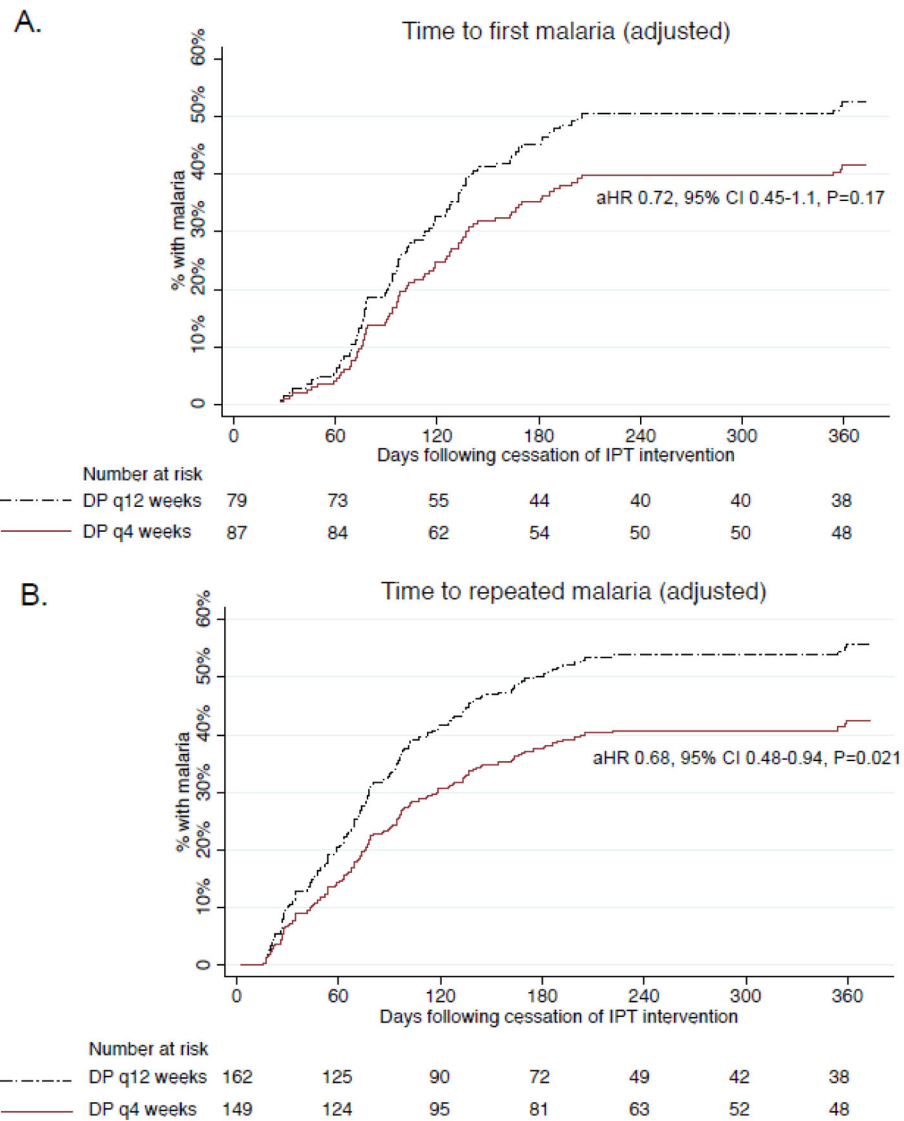 A.
Time to first malaria (adjusted)
% with malaria
60%
50%
40%
30%
20%
10%
0
aHR 0.72, 95% CI 0.45-1.1, P=0.17
0 60 120 180 240 300 360
Days following cessation of IPT intervention
Number at risk
DP q12 weeks 79 73 55 44 40 40 38
DP q4 weeks 87 84 62 54 50 50 48
B.
Time to repeated malaria (adjusted)
% with malaria
60%
50%
40%
30%
20%
10%
0
aHR 0.68, 95% CI 0.48-0.94, P=0.021
0 60 120 180 240 300 360
Days following cessation of IPT intervention
Number at risk
DP q12 weeks 162 125 90 72 49 42 38
DP q4 weeks 149 124 95 81 63 52 48